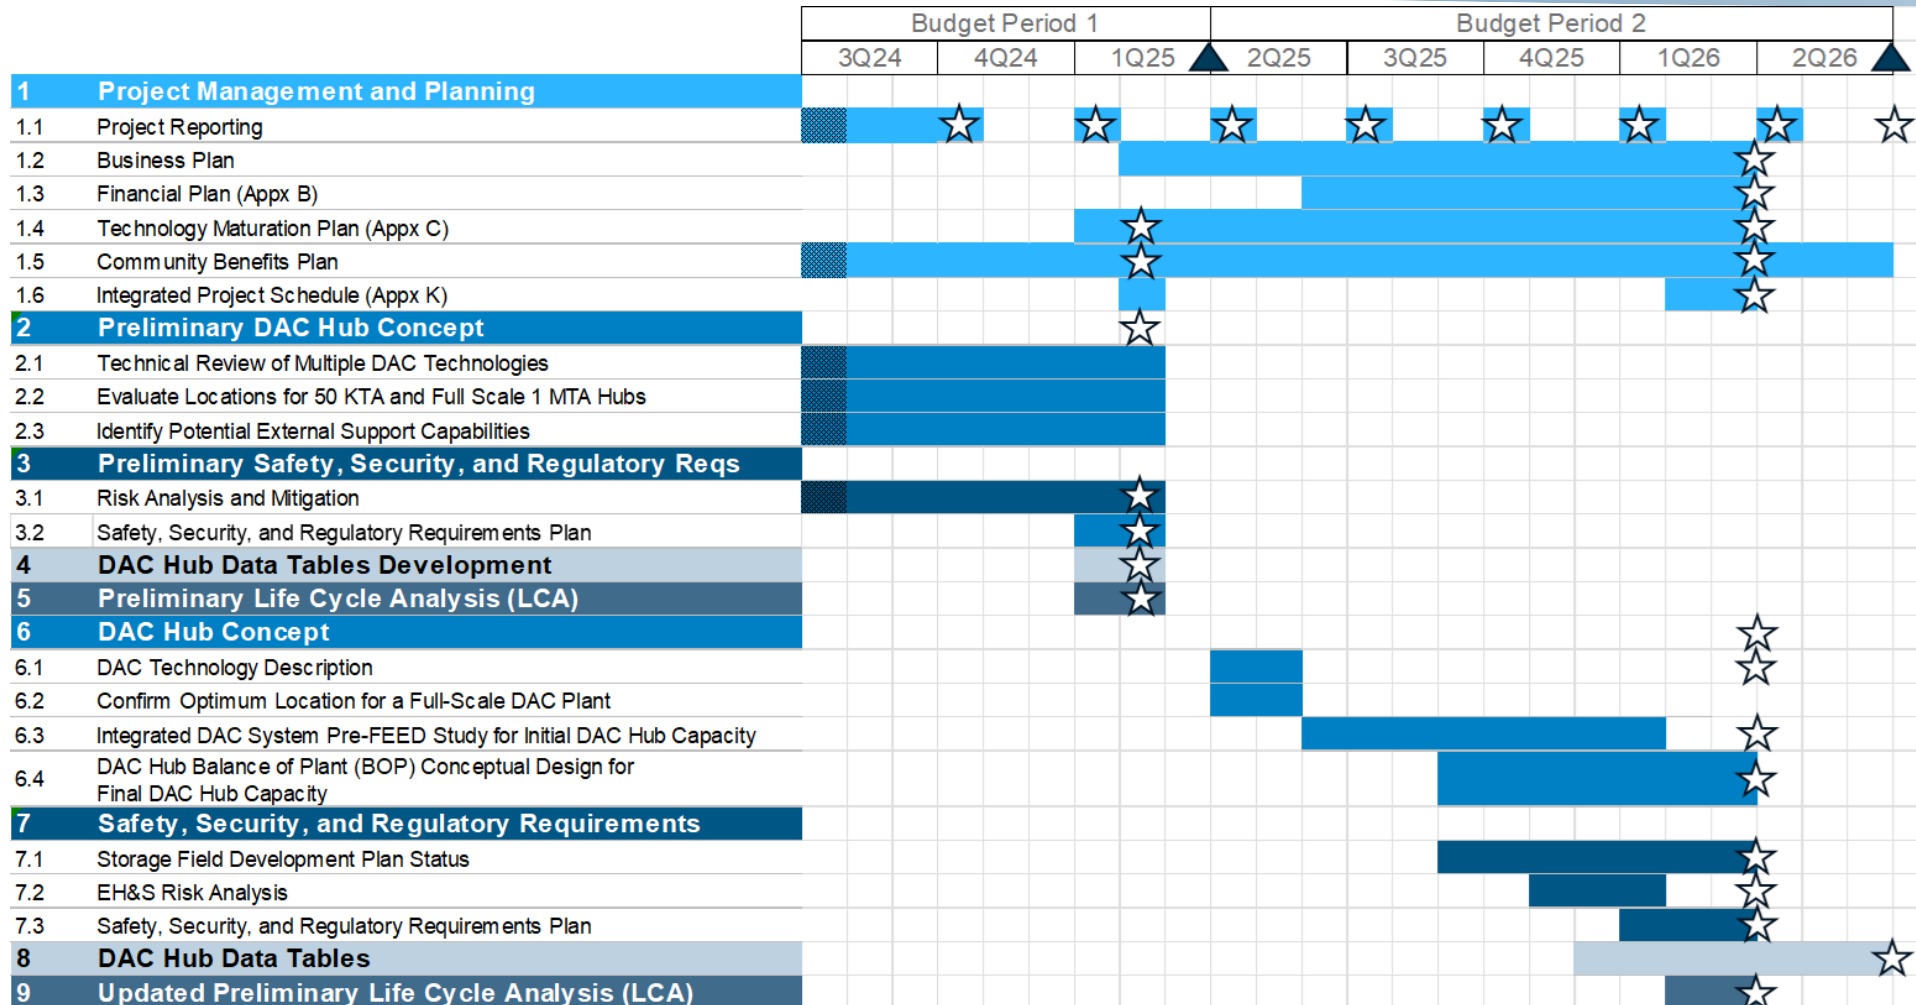 Budget Period 1 Budget Period 2
3Q24 4Q24 1Q25 2Q25 3Q25 4Q25 1Q26 2Q26
1 Project Management and Planning
1.1 Project Reporting
1.2 Business Plan
1.3 Financial Plan (Appx B)
1.4 Technology Maturation Plan (Appx C)
1.5 Community Benefits Plan
1.6 Integrated Project Schedule (Appx K)
2 Preliminary DAC Hub Concept
2.1 Technical Review of Multiple DAC Technologies
2.2 Evaluate Locations for 50 KTA and Full Scale 1 MTA Hubs
2.3 Identify Potential External Support Capabilities
3 Preliminary Safety, Security, and Regulatory Reqs
3.1 Risk Analysis and Mitigation
3.2 Safety, Security, and Regulatory Requirements Plan
4 DAC Hub Data Tables Development
5 Preliminary Life Cycle Analysis (LCA)
6 DAC Hub Concept
6.1 DAC Technology Description
6.2 Confirm Optimum Location for a Full-Scale DAC Plant
6.3 Integrated DAC System Pre-FEED Study for Initial DAC Hub Capacity
6.4 DAC Hub Balance of Plant (BOP) Conceptual Design for
Final DAC Hub Capacity
7 Safety, Security, and Regulatory Requirements
7.1 Storage Field Development Plan Status
7.2 EH&S Risk Analysis
7.3 Safety, Security, and Regulatory Requirements Plan
8 DAC Hub Data Tables
9 Updated Preliminary Life Cycle Analysis (LCA)